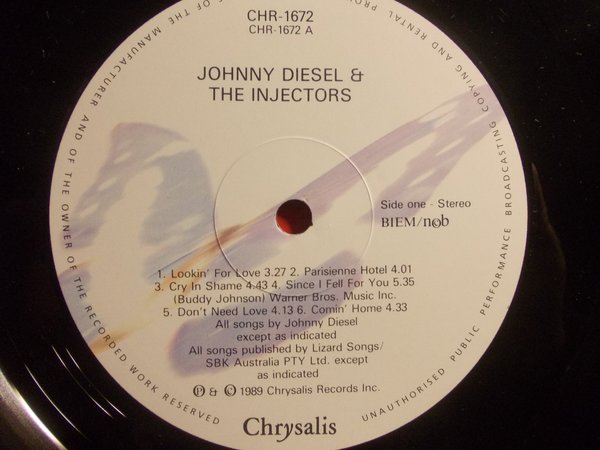 CHR-1672
CHR-1672 A
JOHNNY DIESEL &
THE INJECTORS
Side one - Stereo
BIEM/n©b
1. Lookin' For Love 3.27 2. Parisienne Hotel 4.01
3. Cry In Shame 4.43 4. Since I Fell For You 5.35
(Buddy Johnson) Warner Bros. Music Inc.
5. Don't Need Love 4.13 6. Comin' Home 4.33
All songs by Johnny Diesel
except as indicated
All songs published by Lizard Songs/
SBK Australia PTY Ltd. except
as indicated
℗ & © 1989 Chrysalis Records Inc.
Chrysalis
OF THE MANUFACTURER AND OF THE OWNER OF THE RECORDED WORK RESERVED
UNAUTHORISED PUBLIC PERFORMANCE BROADCASTING COPYING AND RENTAL